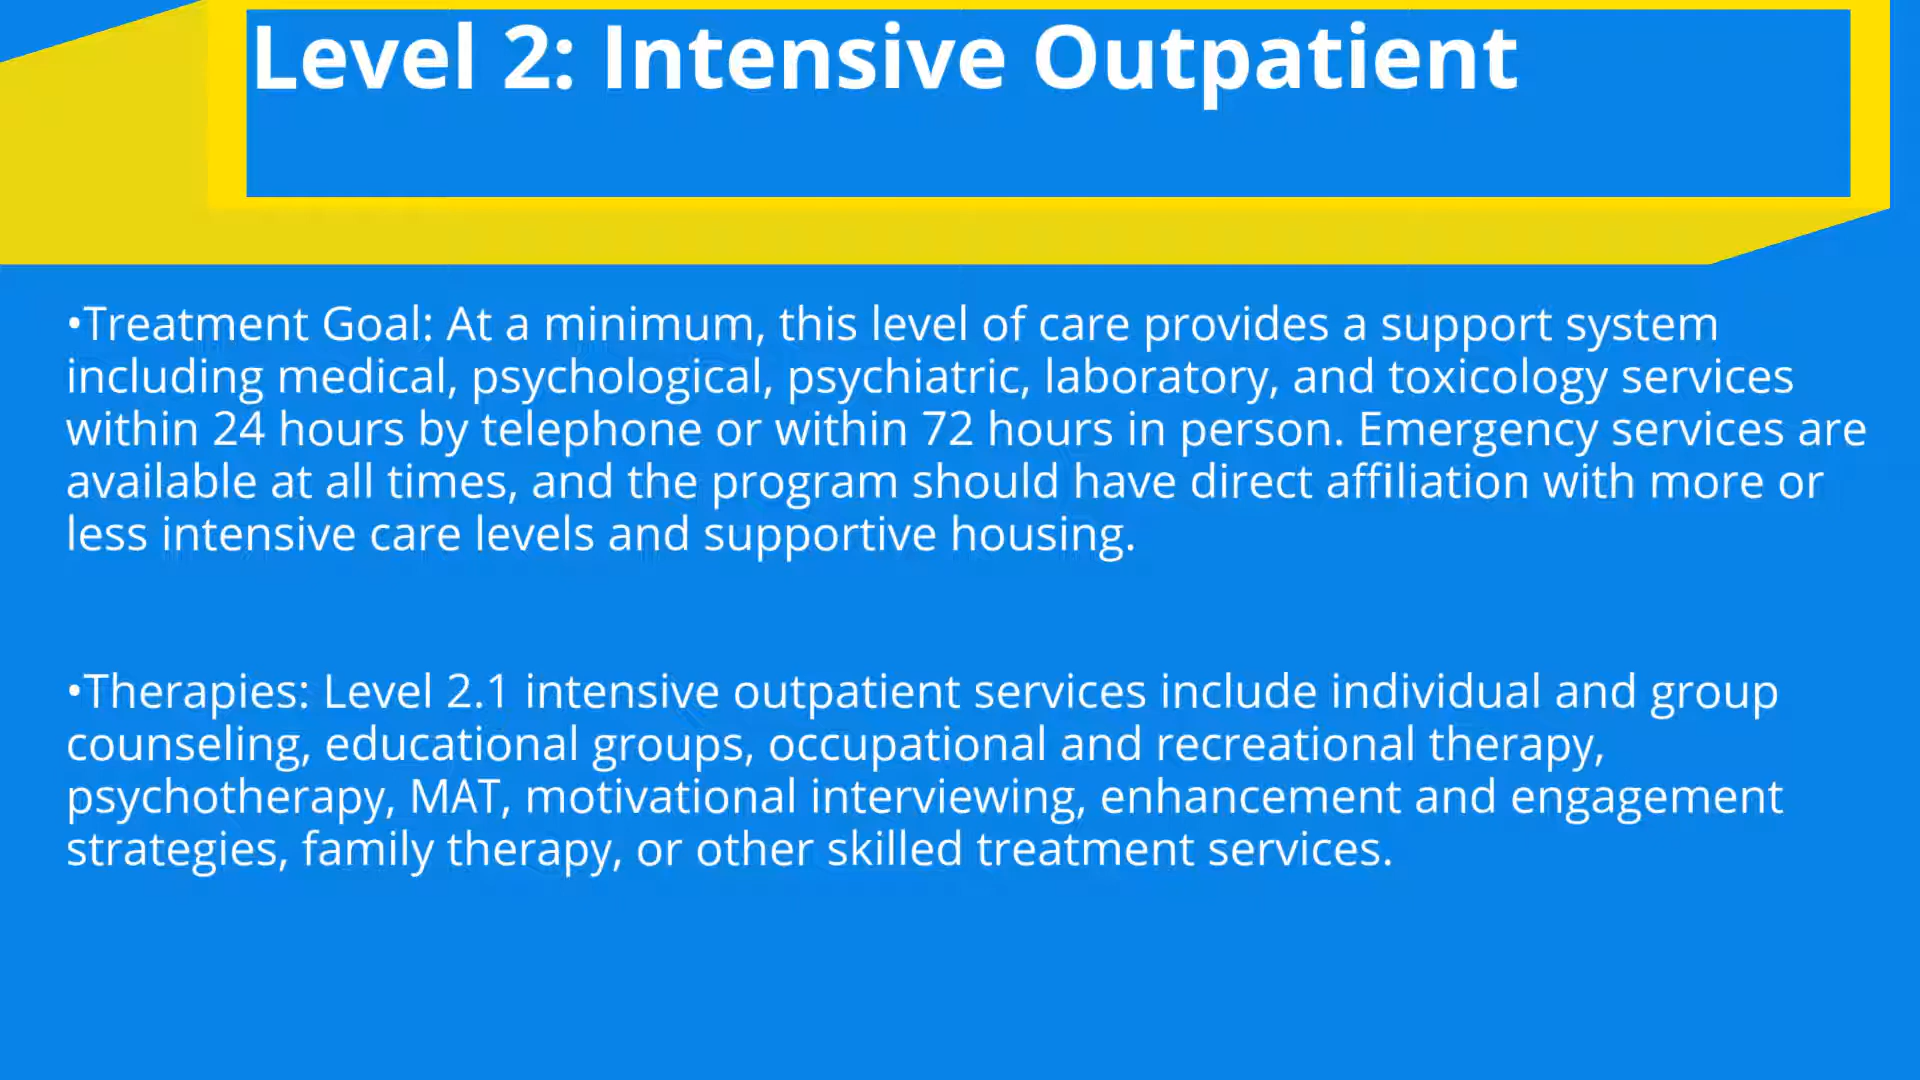 Level 2: Intensive Outpatient
•Treatment Goal: At a minimum, this level of care provides a support system
including medical, psychological, psychiatric, laboratory, and toxicology services
within 24 hours by telephone or within 72 hours in person. Emergency services are
available at all times, and the program should have direct affiliation with more or
less intensive care levels and supportive housing.
•Therapies: Level 2.1 intensive outpatient services include individual and group
counseling, educational groups, occupational and recreational therapy,
psychotherapy, MAT, motivational interviewing, enhancement and engagement
strategies, family therapy, or other skilled treatment services.